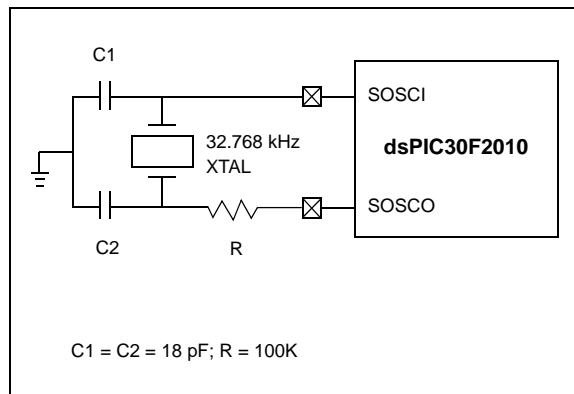 C1
SOSCI
32.768 kHz
XTAL
dsPIC30F2010
SOSCO
C2
R
C1 = C2 = 18 pF; R = 100K